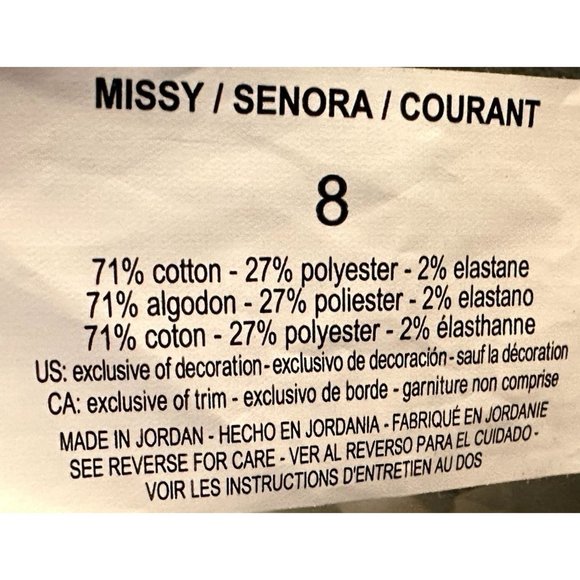 MISSY / SENORA / COURANT
8
71% cotton - 27% polyester - 2% elastane
71% algodon - 27% poliester - 2% elastano
71% coton - 27% polyester - 2% élasthanne
US: exclusive of decoration - exclusivo de decoración - sauf la décoration
CA: exclusive of trim - exclusivo de borde - garniture non comprise
MADE IN JORDAN - HECHO EN JORDANIA - FABRIQUÉ EN JORDANIE
SEE REVERSE FOR CARE - VER AL REVERSO PARA EL CUIDADO -
VOIR LES INSTRUCTIONS D'ENTRETIEN AU DOS